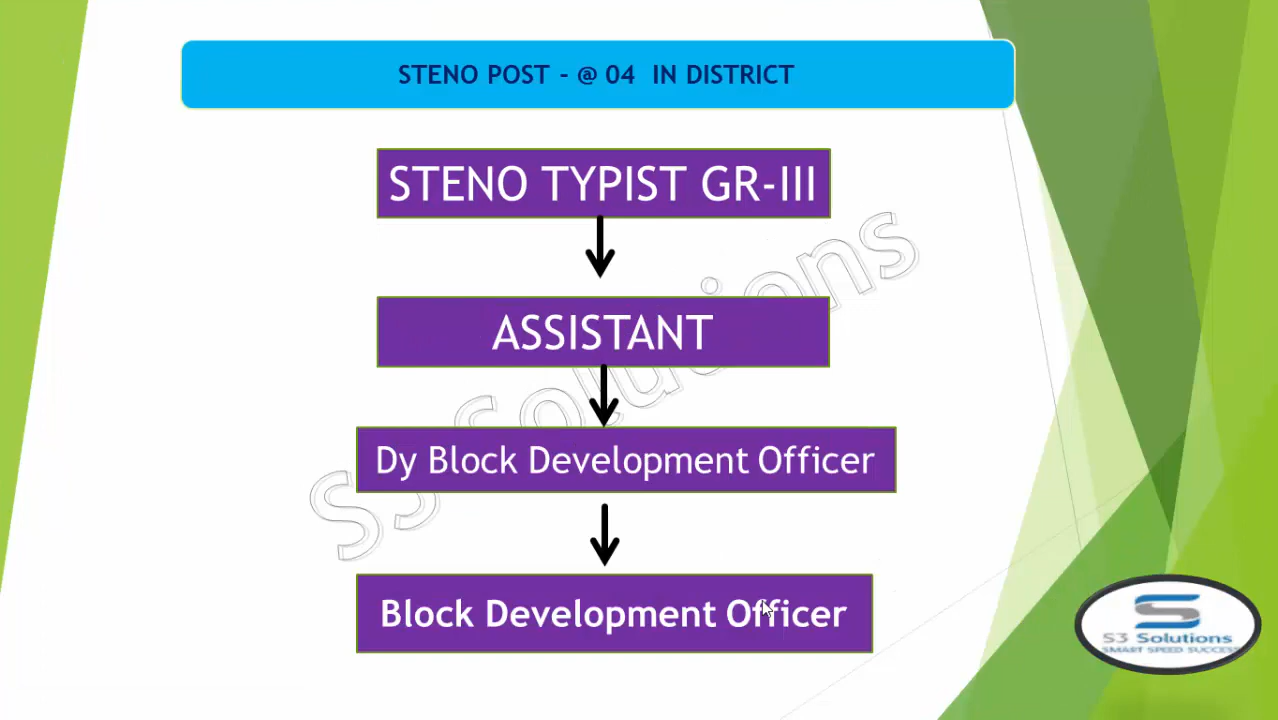 STENO POST - @ 04 IN DISTRICT
STENO TYPIST GR-III
ASSISTANT
Dy Block Development Officer
Block Development Officer
S3 Solutions
S3 Solutions
SMART SPEED SUCCESS